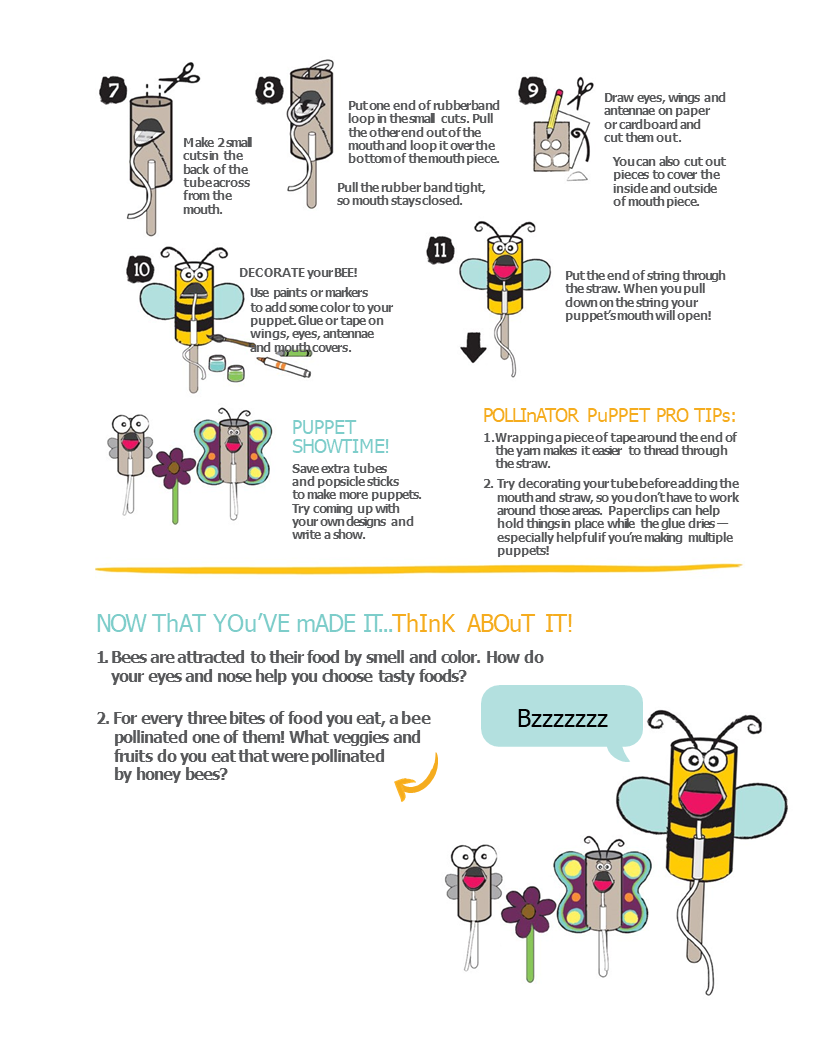 7
Make 2 small
cuts in the
back of the
tube across
from the
mouth.
8
Put one end of rubberband
loop in the small cuts. Pull
the other end out of the
mouth and loop it over the
bottom of the mouth piece.
Pull the rubber band tight,
so mouth stays closed.
9
Draw eyes, wings and
antennae on paper
or cardboard and
cut them out.
You can also cut out
pieces to cover the
inside and outside
of mouth piece.
10
DECORATE your BEE!
Use paints or markers
to add some color to your
puppet. Glue or tape on
wings, eyes, antennae
and mouth covers.
11
Put the end of string through
the straw. When you pull
down on the string your
puppet's mouth will open!
PUPPET
SHOWTIME!
Save extra tubes
and popsicle sticks
to make more puppets.
Try coming up with
your own designs and
write a show.
POLLInATOR PuPPET PRO TIPs:
1. Wrapping a piece of tape around the end of
the yarn makes it easier to thread through
the straw.
2. Try decorating your tube before adding the
mouth and straw, so you don't have to work
around those areas. Paperclips can help
hold things in place while the glue dries —
especially helpful if you're making multiple
puppets!
NOW ThAT YOu'VE mADE IT...ThInK ABOuT IT!
1. Bees are attracted to their food by smell and color. How do
your eyes and nose help you choose tasty foods?
2. For every three bites of food you eat, a bee
pollinated one of them! What veggies and
fruits do you eat that were pollinated
by honey bees?
Bzzzzzzz